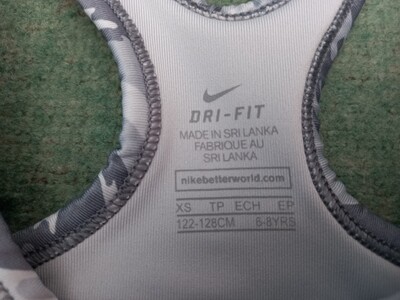 DRI-FIT
MADE IN SRI LANKA
FABRIQUE AU
SRI LANKA
nikebetterworld.com
XS TP ECH EP
122-128CM 6-8YRS